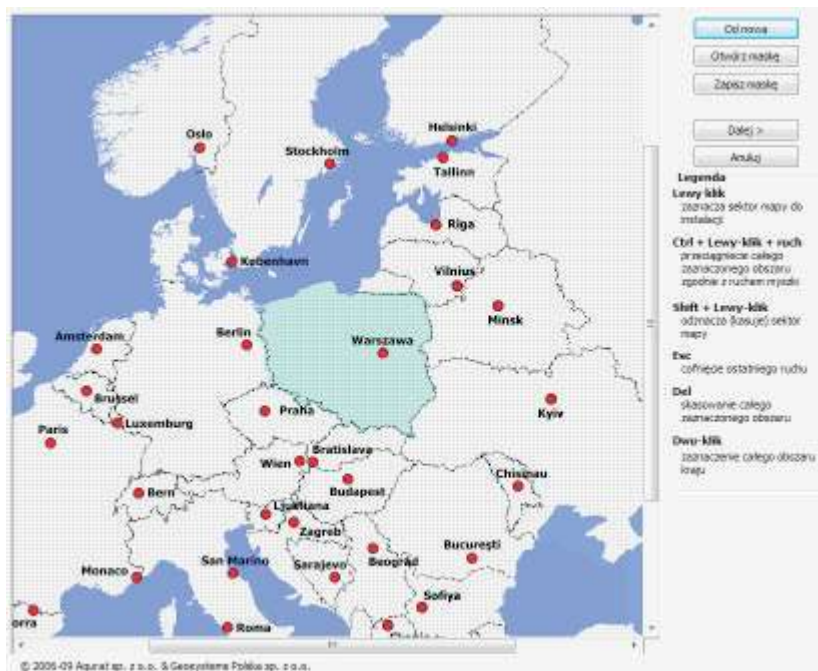 Od nowa
Otwórz maskę
Zapisz maskę
Dalej >
Anuluj
Legenda
Lewy-klik
zaznacza sektor mapy do
instalacji
Ctrl + Lewy-klik + ruch
przeciągnięcie całego
zaznaczonego obszaru
zgodnie z ruchem myszki
Shift + Lewy-klik
odznacza (kasuje) sektor
mapy
Esc
cofnięcie ostatniego ruchu
Del
skasowanie całego
zaznaczonego obszaru
Dwu-klik
zaznaczenie całego obszaru
kraju
Oslo
Helsinki
Stockholm
Tallinn
Riga
København
Vilnius
Minsk
Amsterdam
Berlin
Warszawa
Brussel
Praha
Kyiv
Luxemburg
Paris
Wien
Bratislava
Chisinau
Bern
Budapest
Ljubljana
Zagreb
București
San Marino
Beograd
Monaco
Sarajevo
Sofiya
orra
Roma
© 2006-09 Aqurat sp. z o.o. & Geosystems Polska sp. z o.o.